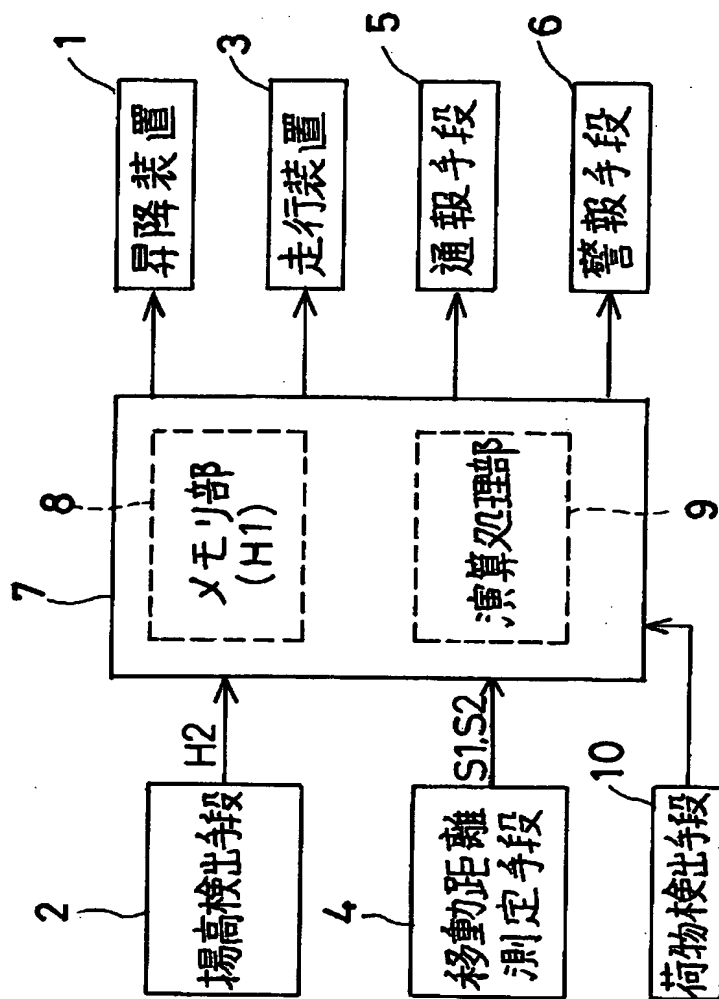 2
揚高検出手段
H2
4
移動距離
測定手段
S1,S2
10
荷物検出手段
7
8
メモリ部
(H1)
演算処理部
9
1
昇降装置
3
走行装置
5
通報手段
6
警報手段